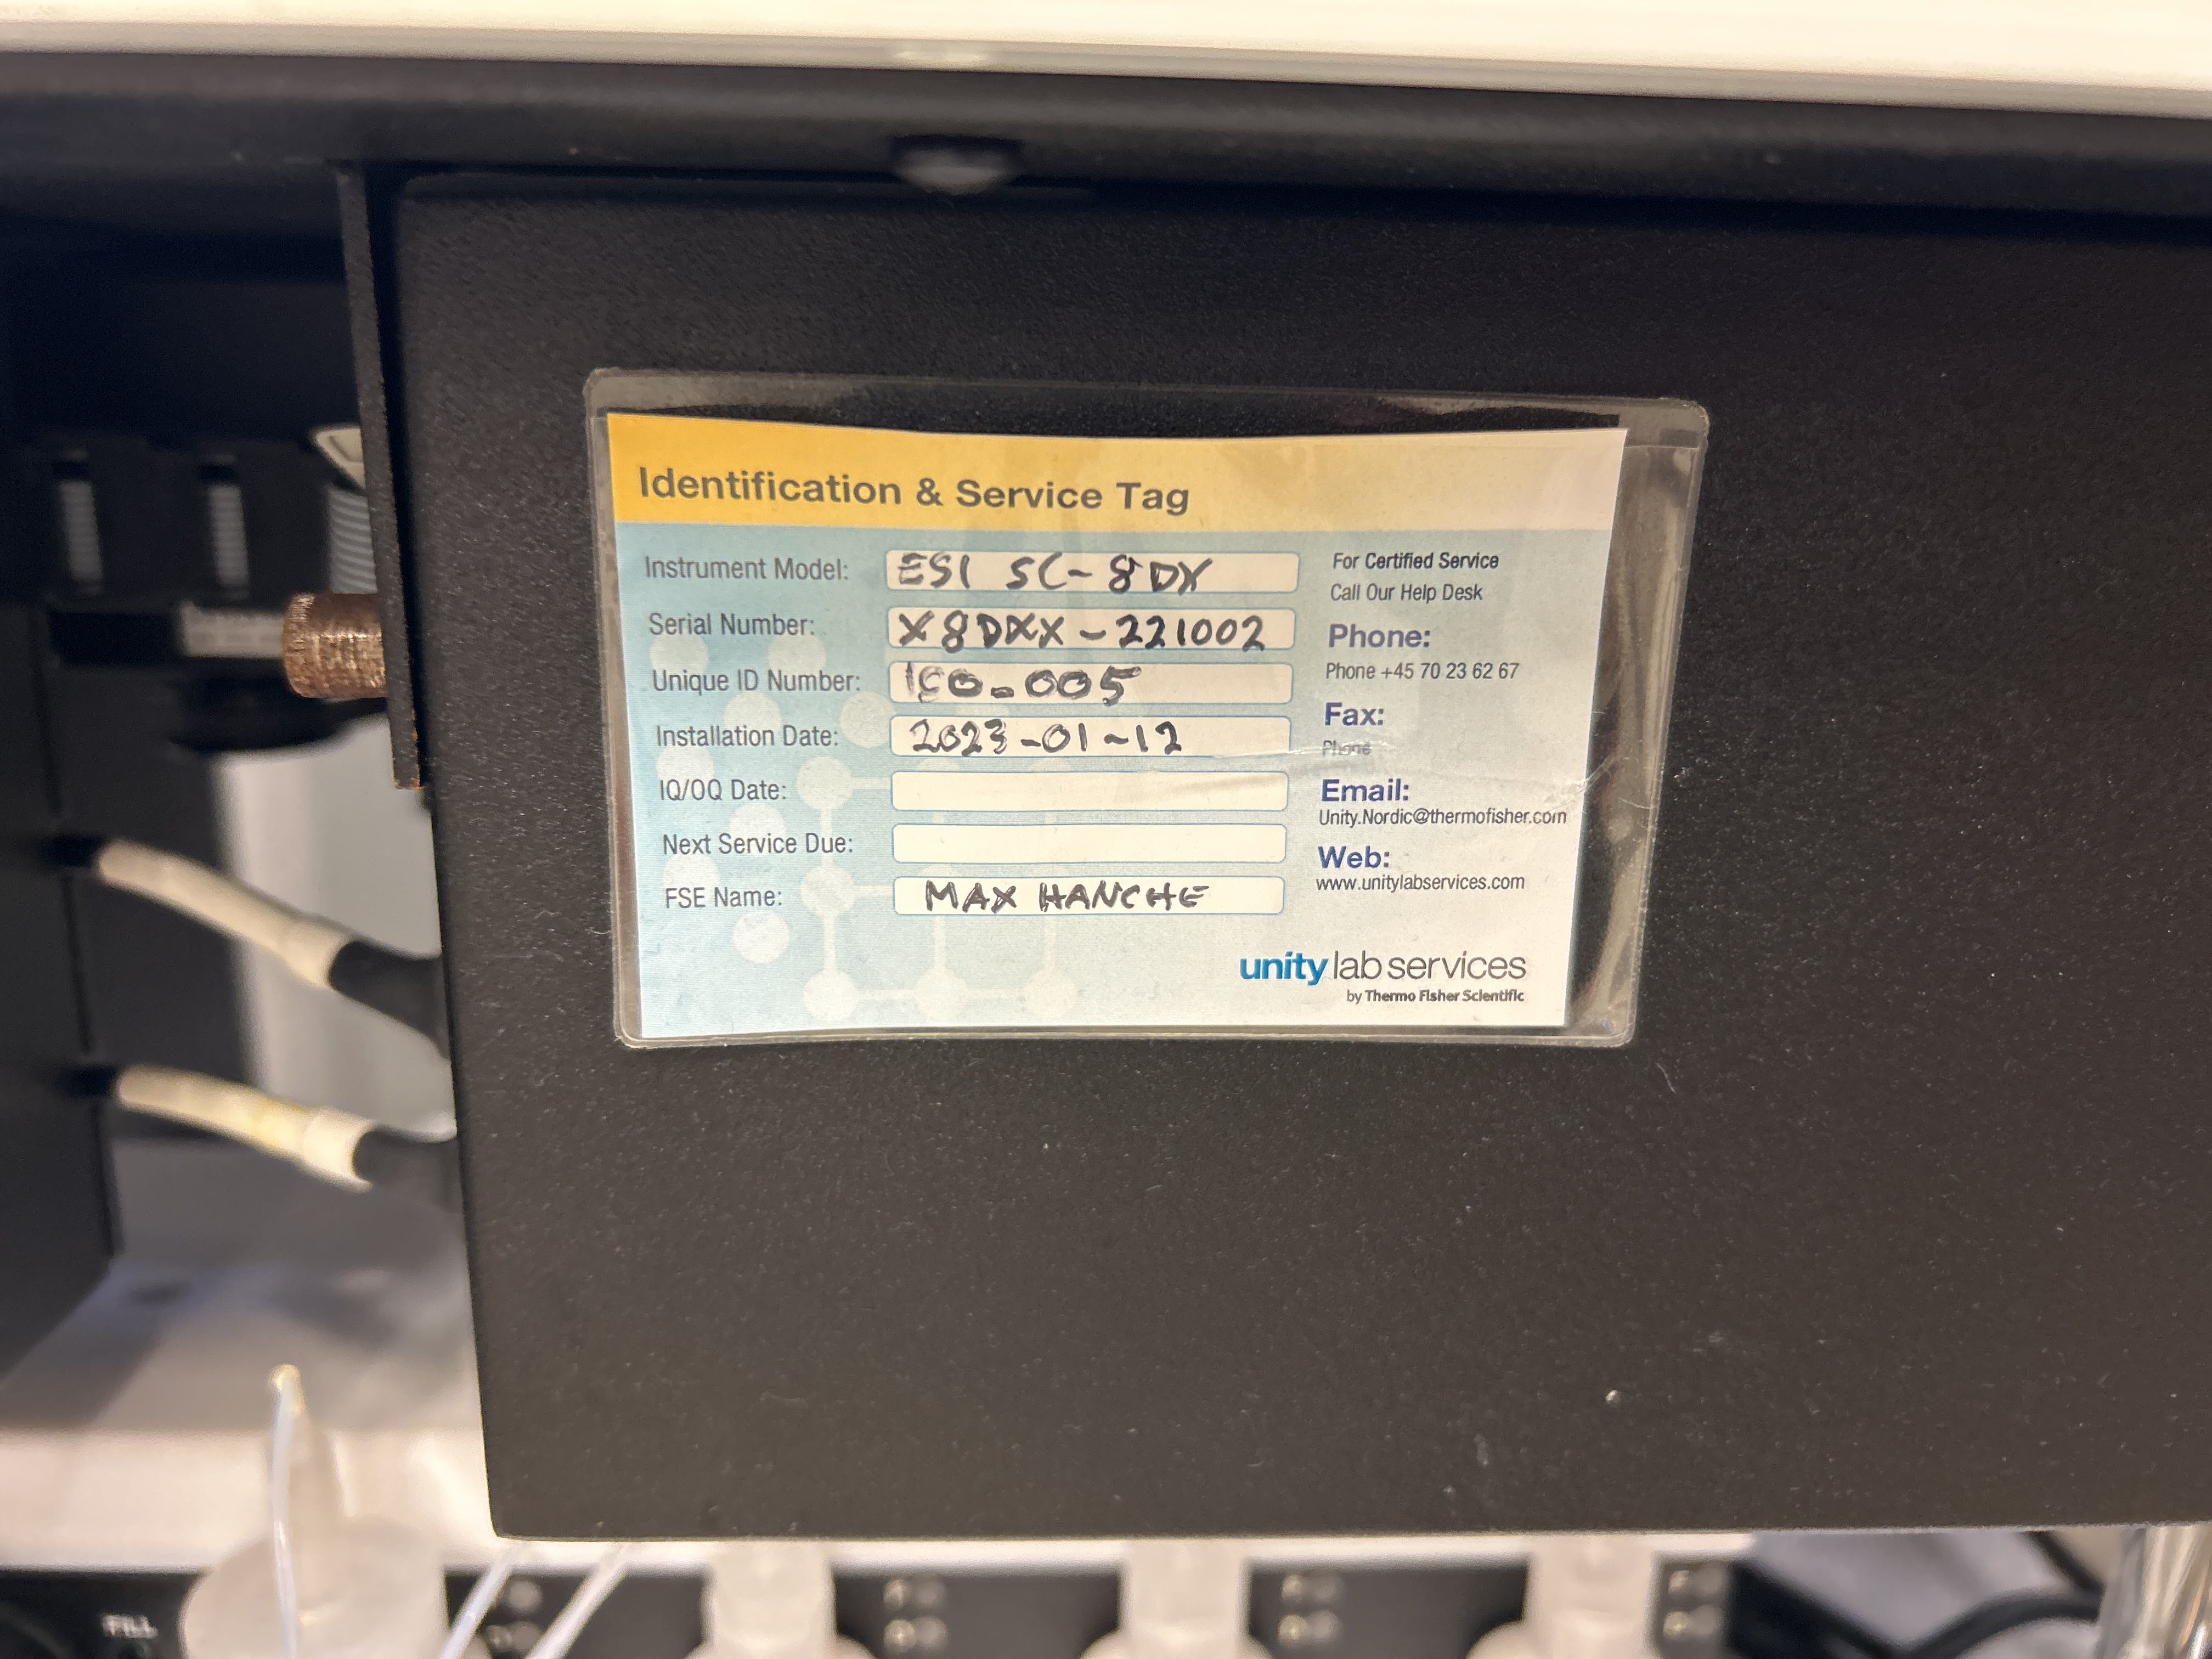 Identification & Service Tag
Instrument Model: ESI SC-8DX
Serial Number: X8DXX-221002
Unique ID Number: -005
Installation Date: 2023-01-12
IQ/OQ Date:
Next Service Due:
FSE Name: MAX HANCHE
For Certified Service
Call Our Help Desk
Phone:
Phone +45 70 23 62 67
Fax:
Phone
Email:
Unity.Nordic@thermofisher.com
Web:
www.unitylabservices.com
unity lab services
by Thermo Fisher Scientific
FILL